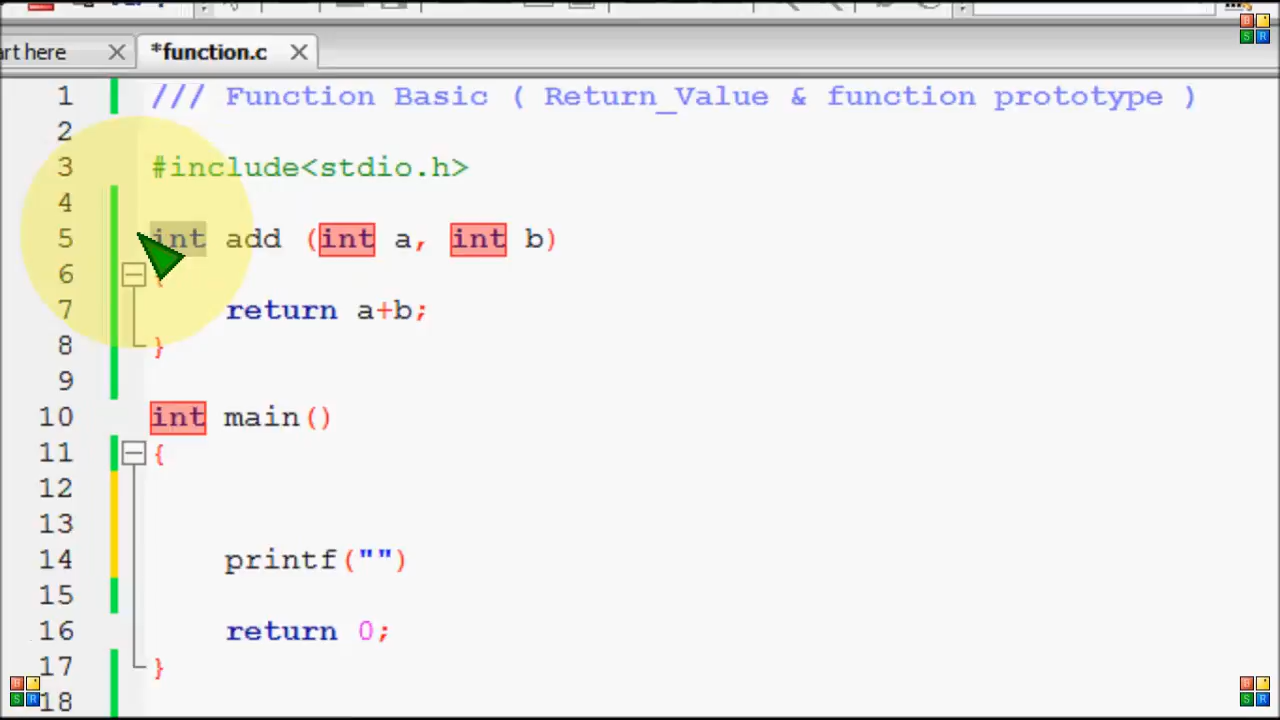 art here
*function.c
1 /// Function Basic ( Return_Value & function prototype )
2
3 #include<stdio.h>
4
5 int add (int a, int b)
6 {
7 return a+b;
8 }
9
10 int main()
11 {
12
13
14 printf("")
15
16 return 0;
17 }
18
B S R
B S R
B S R